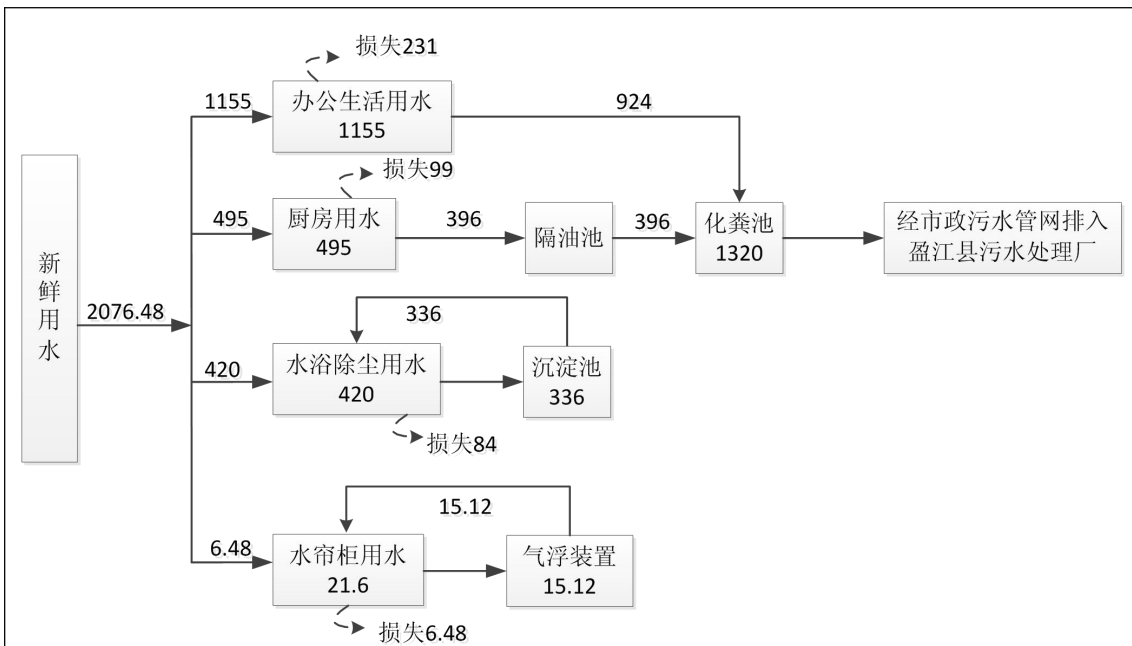 损失231
1155
办公生活用水
1155
924
损失99
495
厨房用水
495
396
隔油池
396
化粪池
1320
经市政污水管网排入
盈江县污水处理厂
新鲜用水
2076.48
336
420
水浴除尘用水
420
沉淀池
336
损失84
15.12
6.48
水帘柜用水
21.6
气浮装置
15.12
损失6.48